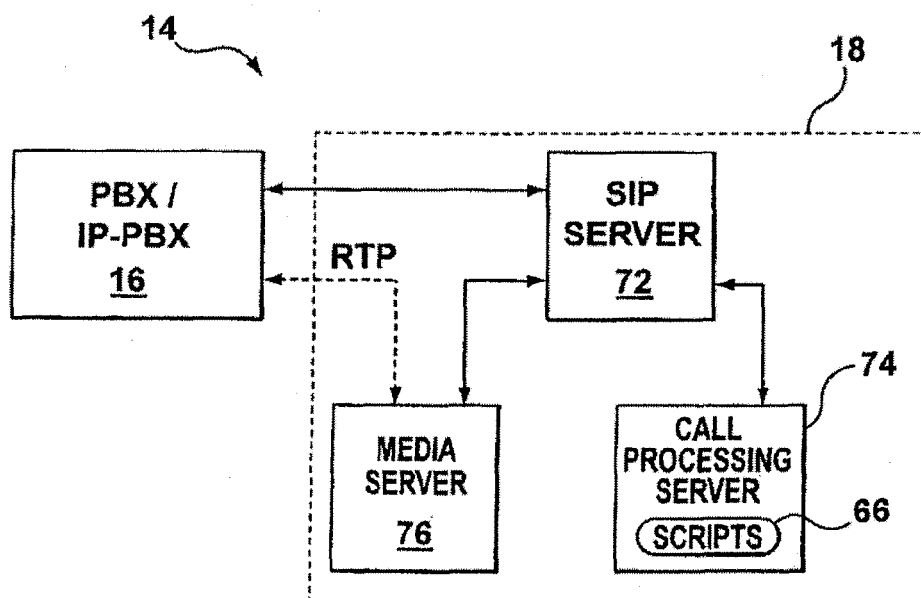 14
18
PBX /
IP-PBX
16
SIP
SERVER
72
RTP
74
MEDIA
SERVER
76
CALL
PROCESSING
SERVER
66
SCRIPTS